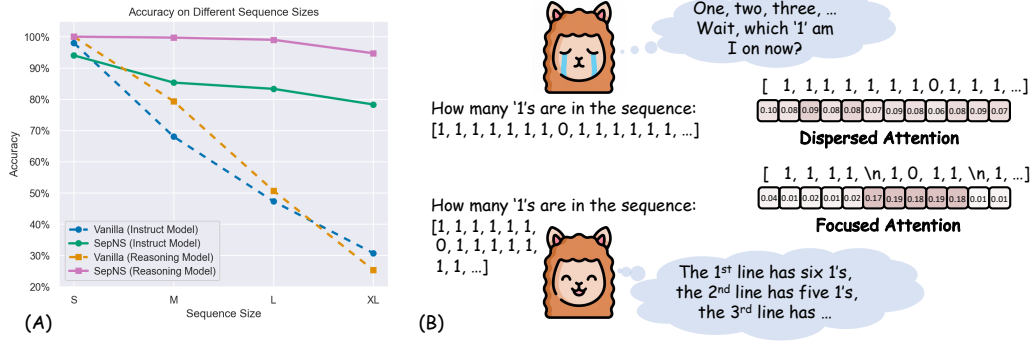 Accuracy on Different Sequence Sizes
100%
90%
80%
70%
60%
50%
40%
30%
20%
Accuracy
Vanilla (Instruct Model)
SepNS (Instruct Model)
Vanilla (Reasoning Model)
SepNS (Reasoning Model)
S M L XL
Sequence Size
(A)
One, two, three, ...
Wait, which '1' am
I on now?
How many '1's are in the sequence:
[1, 1, 1, 1, 1, 1, 1, 0, 1, 1, 1, 1, 1, 1, ...]
[ 1, 1, 1, 1, 1, 1, 1, 0, 1, 1, 1, ...]
0.10 0.08 0.09 0.08 0.08 0.07 0.09 0.08 0.06 0.08 0.09 0.07
Dispersed Attention
[ 1, 1, 1, 1, \n, 1, 0, 1, 1, \n, 1, ...]
0.04 0.01 0.02 0.01 0.02 0.17 0.19 0.18 0.19 0.18 0.01 0.01
Focused Attention
How many '1's are in the sequence:
[1, 1, 1, 1, 1, 1,
0, 1, 1, 1, 1, 1,
1, 1, ...]
The 1st line has six 1's,
the 2nd line has five 1's,
the 3rd line has ...
(B)